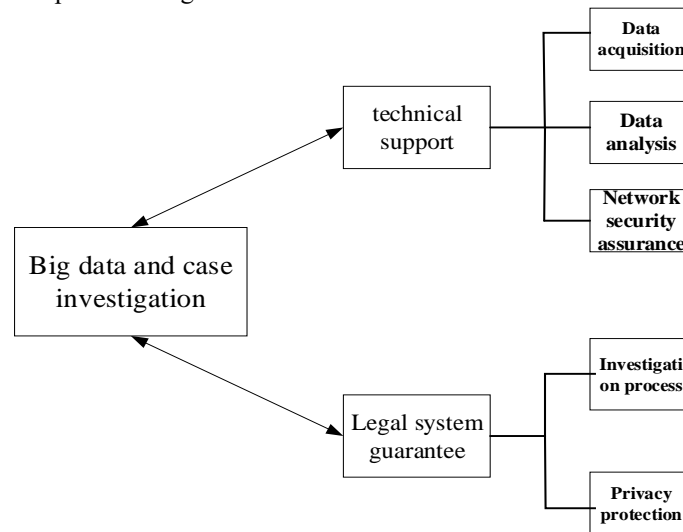 Data
acquisition
technical
support
Data
analysis
Network
security
assurance
Big data and case
investigation
Investigati
on process
Legal system
guarantee
Privacy
protection